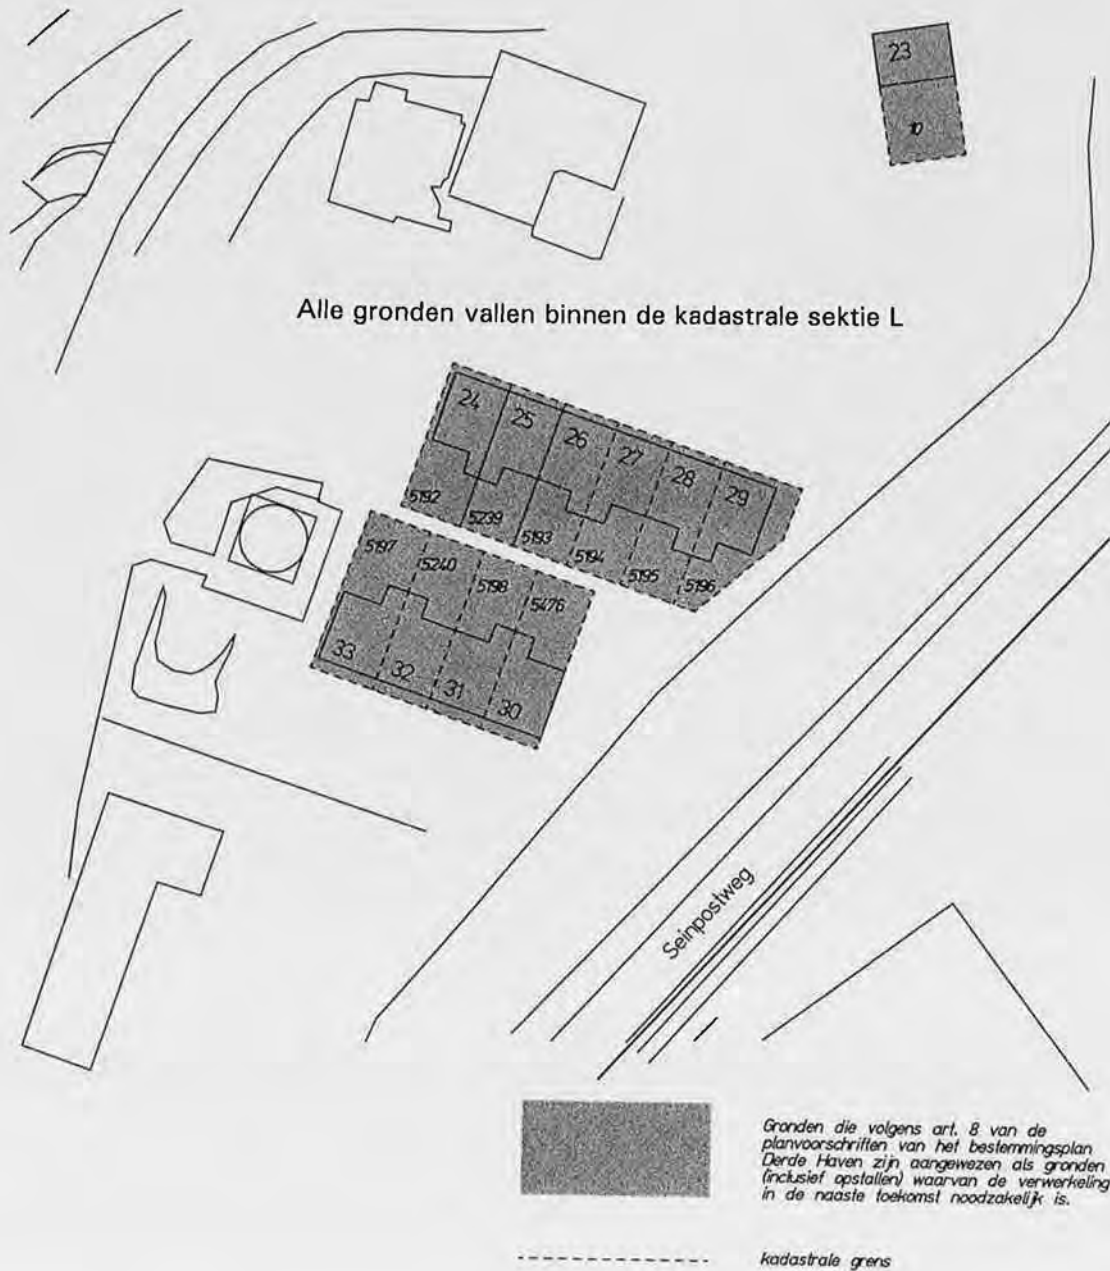 23
10
Alle gronden vallen binnen de kadastrale sektie L
24 25 26 27 28 29
5192 5239 5193 5194 5195 5196
5197 5240 5198 5476
33 32 31 30
Seinpostweg
Gronden die volgens art. 8 van de
planvoorschriften van het bestemmingsplan
Derde Haven zijn aangewezen als gronden
(inclusief opstallen) waarvan de verwerkeling
in de naaste toekomst noodzakelijk is.
kadastrale grens